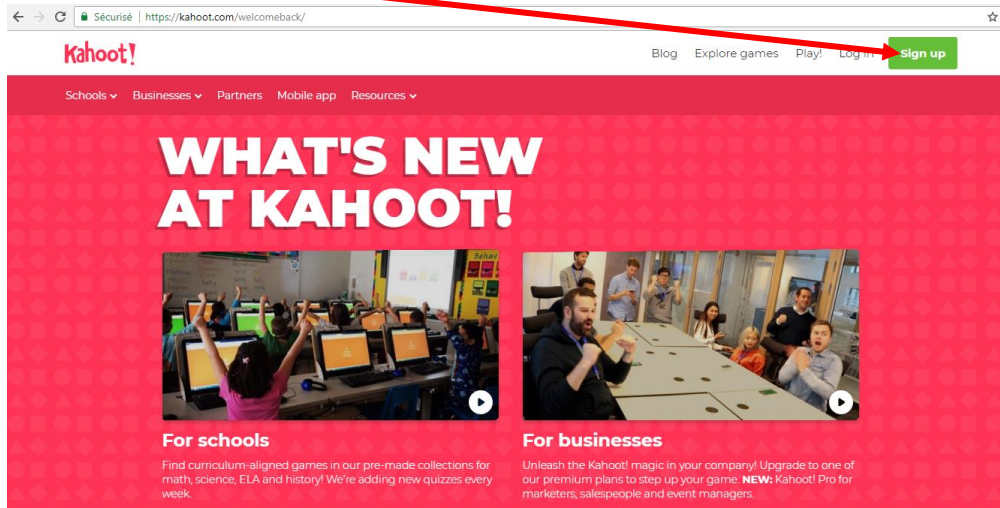 Sécurisé | https://kahoot.com/welcomeback/
Kahoot!
Blog Explore games Play! Log in Sign up
Schools Businesses Partners Mobile app Resources
WHAT'S NEW
AT KAHOOT!
Behav
For schools
Find curriculum-aligned games in our pre-made collections for
math, science, ELA and history! We're adding new quizzes every
week.
For businesses
Unleash the Kahoot! magic in your company! Upgrade to one of
our premium plans to step up your game. NEW: Kahoot! Pro for
marketers, salespeople and event managers.